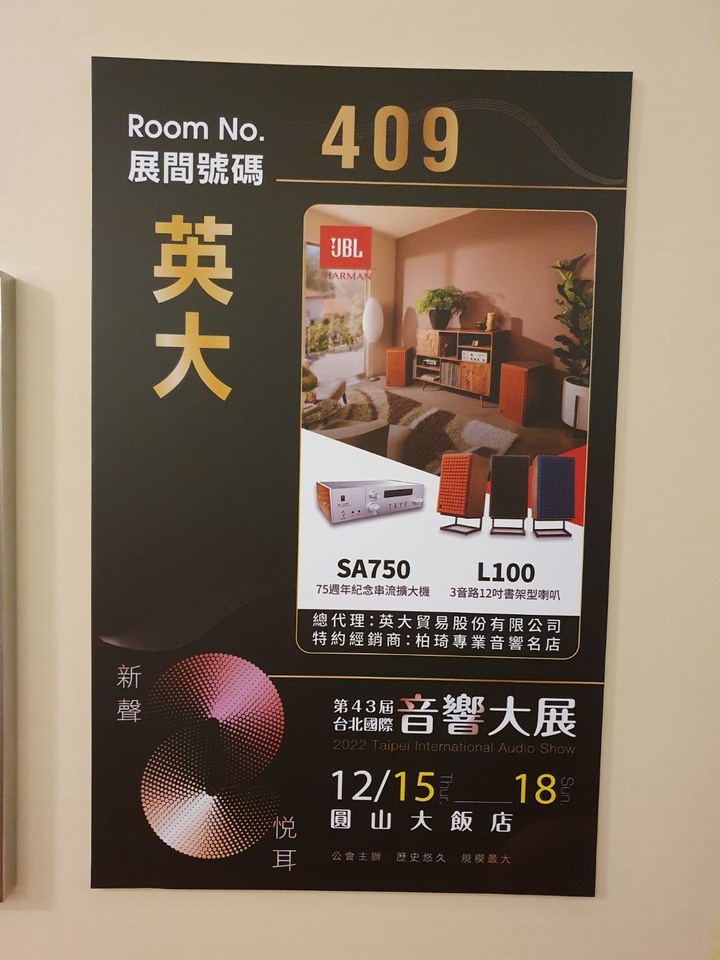 Room No.
展間號碼
409
英大
JBL
HARMAN
SA750
75週年紀念串流擴大機
L100
3音路12吋書架型喇叭
總代理：英大貿易股份有限公司
特約經銷商：柏琦專業音響名店
新聲
悅耳
第43屆
台北國際
音響大展
2022 Taipei International Audio Show
12/15 Thur. 18 Sun.
圓山大飯店
公會主辦 歷史悠久 規模最大